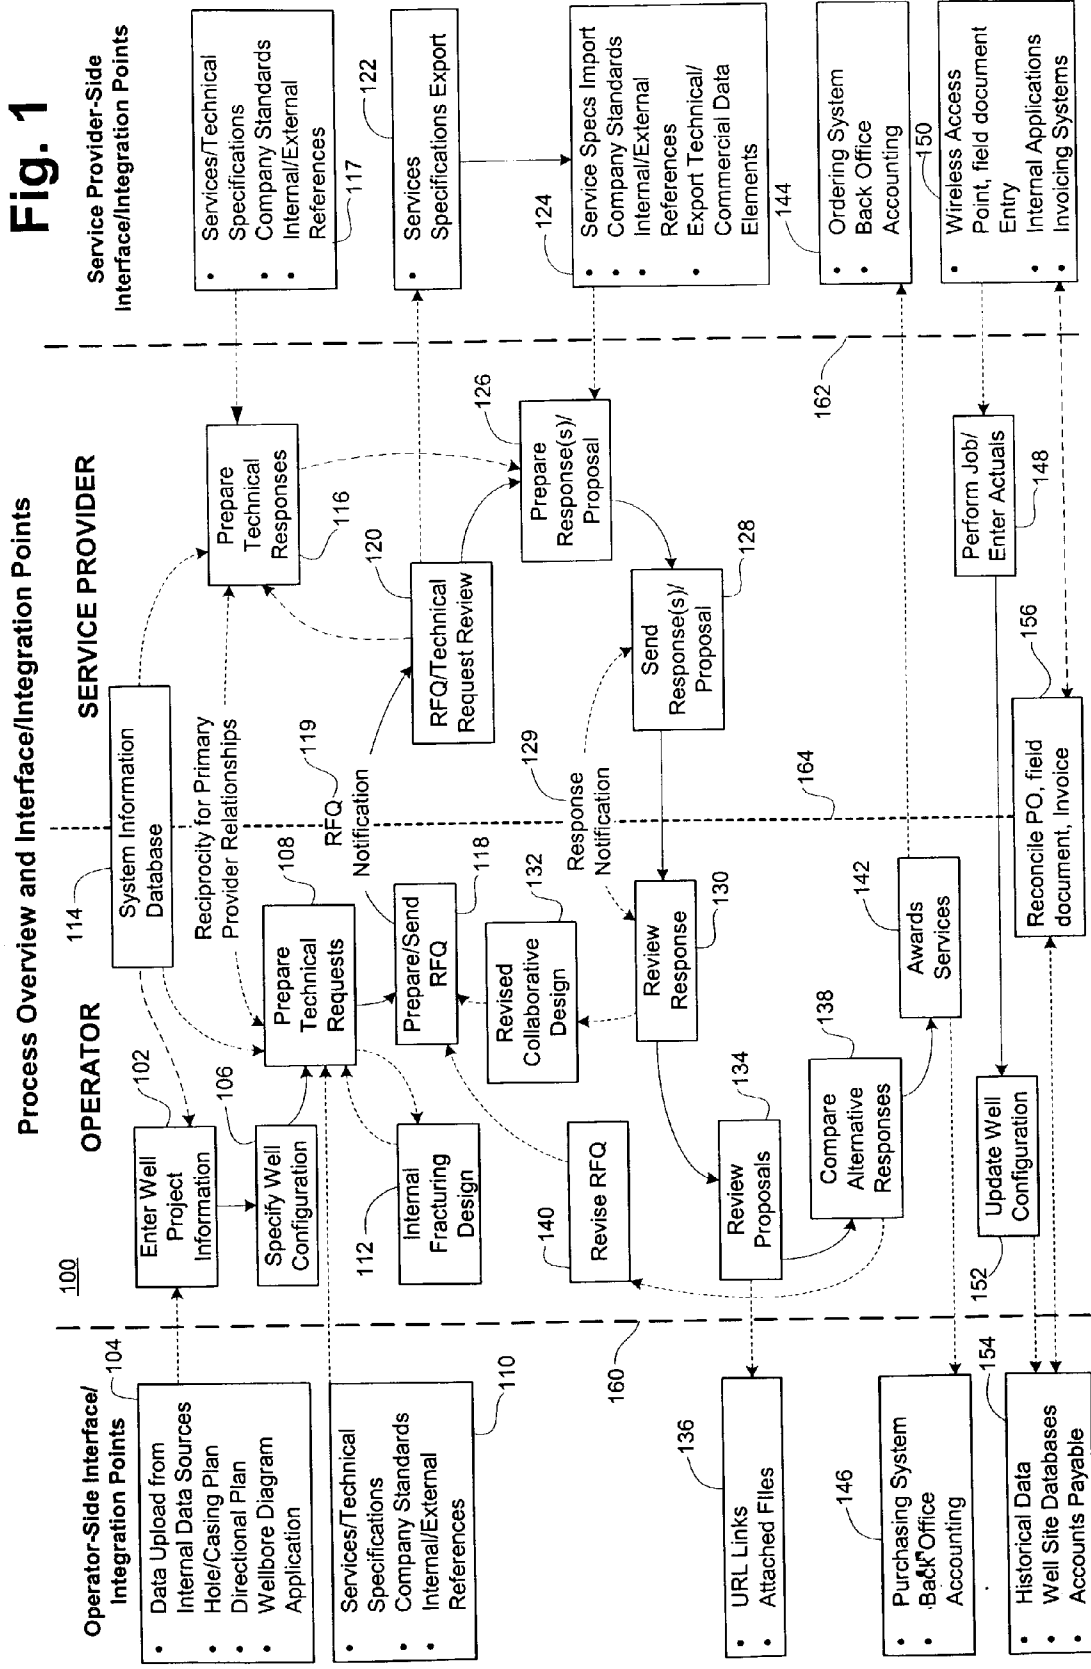 Fig. 1
Process Overview and Interface/Integration Points
Operator-Side Interface/
Integration Points
OPERATOR
SERVICE PROVIDER
Service Provider-Side
Interface/Integration Points
100
104
• Data Upload from
Internal Data Sources
• Hole/Casing Plan
• Directional Plan
• Wellbore Diagram
Application
102
Enter Well
Project
Information
114
System Information
Database
• Services/Technical
Specifications
• Company Standards
• Internal/External
References
117
106
Specify Well
Configuration
Reciprocity for Primary
Provider Relationships
Prepare
Technical
Responses
116
• Services/Technical
Specifications
• Company Standards
• Internal/External
References
110
108
Prepare
Technical
Requests
RFQ
Notification
119
120
RFQ/Technical
Request Review
122
• Services
Specifications Export
112
Internal
Fracturing
Design
Prepare/Send
RFQ
118
126
Prepare
Response(s)/
Proposal
124
• Service Specs Import
• Company Standards
• Internal/External
References
• Export Technical/
Commercial Data
Elements
140
Revise RFQ
132
Revised
Collaborative
Design
Response
Notification
129
Send
Response(s)/
Proposal
128
160
Review
Response
130
136
• URL Links
• Attached FIles
Review
Proposals
134
138
Compare
Alternative
Responses
164
162
144
• Ordering System
• Back Office
Accounting
146
• Purchasing System
• Back Office
Accounting
142
Awards
Services
150
• Wireless Access
Point, field document
Entry
• Internal Applications
• Invoicing Systems
Perform Job/
Enter Actuals
148
152
Update Well
Configuration
154
• Historical Data
• Well Site Databases
• Accounts Payable
156
Reconcile PO, field
document, Invoice